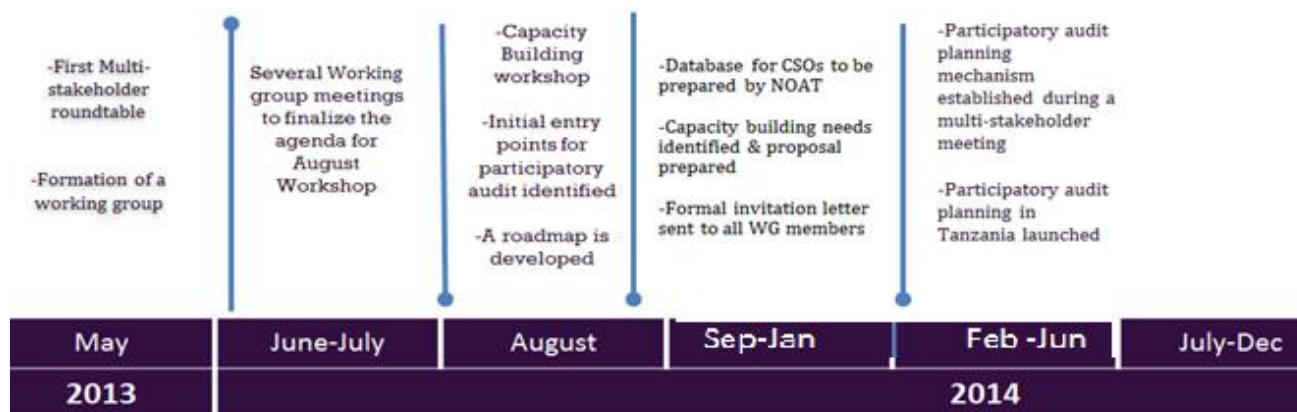 -First Multi-
stakeholder
roundtable
-Formation of a
working group
Several Working
group meetings
to finalize the
agenda for
August
Workshop
-Capacity
Building
workshop
-Initial entry
points for
participatory
audit identified
-A roadmap is
developed
-Database for CSOs to be
prepared by NOAT
-Capacity building needs
identified & proposal
prepared
-Formal invitation letter
sent to all WG members
-Participatory audit
planning
mechanism
established during a
multi-stakeholder
meeting
-Participatory audit
planning in
Tanzania launched
May
June-July
August
Sep-Jan
Feb -Jun
July-Dec
2013
2014